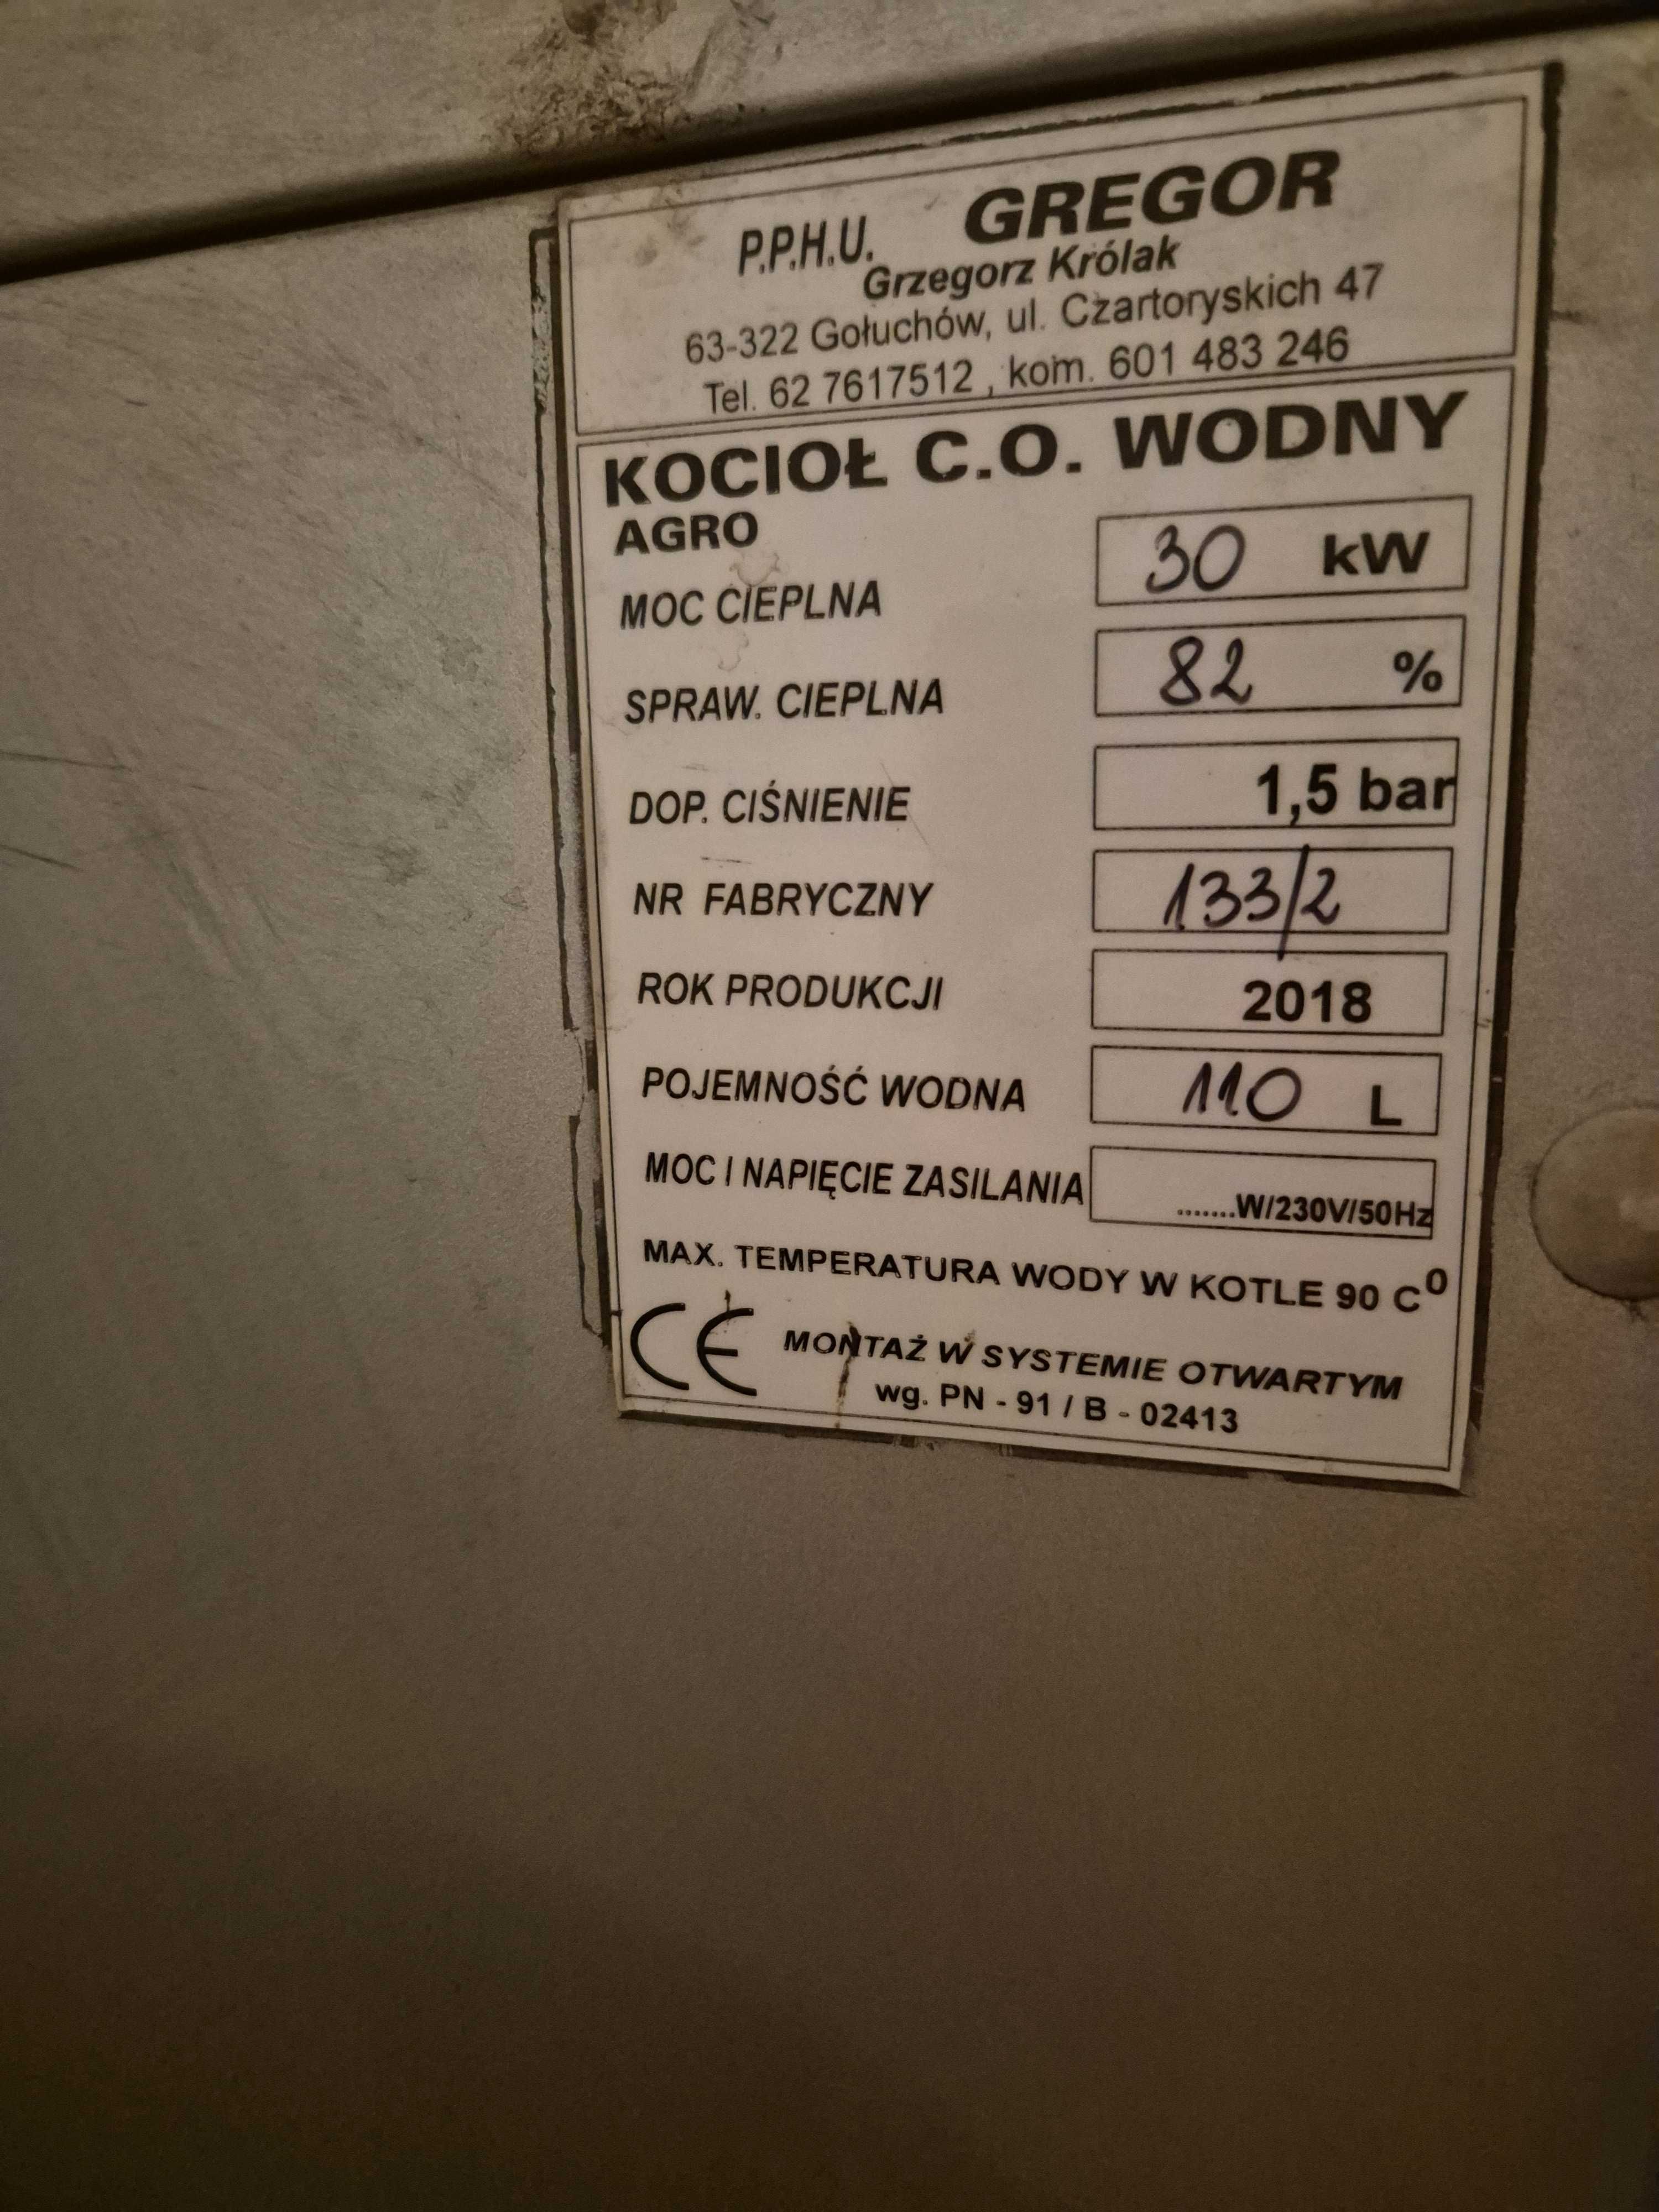 P.P.H.U. GREGOR
Grzegorz Królak
63-322 Gołuchów, ul. Czartoryskich 47
Tel. 62 7617512 , kom. 601 483 246
KOCIOŁ C.O. WODNY
AGRO
MOC CIEPLNA 30 kW
SPRAW. CIEPLNA 82 %
DOP. CIŚNIENIE 1,5 bar
NR FABRYCZNY 133/2
ROK PRODUKCJI 2018
POJEMNOŚĆ WODNA 110 L
MOC I NAPIĘCIE ZASILANIA .......W/230V/50Hz
MAX. TEMPERATURA WODY W KOTLE 90 C⁰
CE MONTAŻ W SYSTEMIE OTWARTYM
wg. PN - 91 / B - 02413